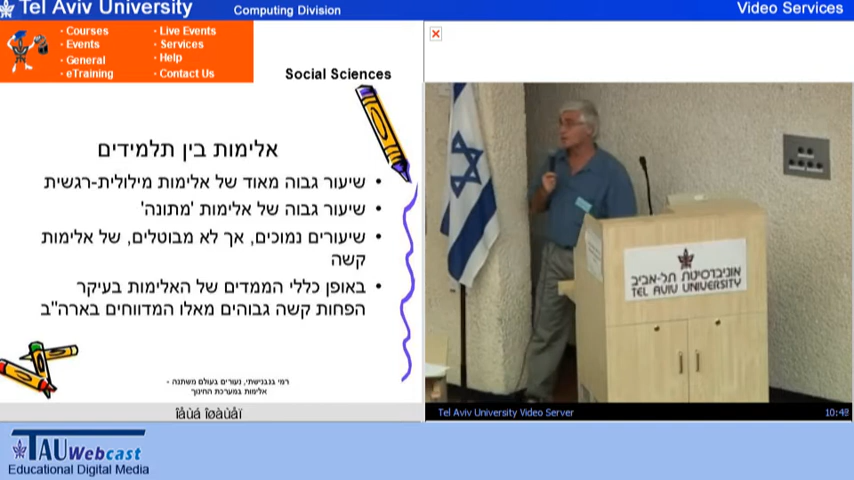 Tel Aviv University
Computing Division
Video Services
· Courses
· Events
· General
· eTraining
· Live Events
· Services
· Help
· Contact Us
Social Sciences
אלימות בין תלמידים
• שיעור גבוה מאוד של אלימות מילולית-רגשית
• שיעור גבוה של אלימות 'מתונה'
• שיעורים נמוכים, אך לא מבוטלים, של אלימות
קשה
• באופן כללי הממדים של האלימות בעיקר
הפחות קשה גבוהים מאלו המדווחים בארה"ב
רמי בנבנישתי, נעורים בעולם משתנה -
אלימות במערכת החינוך
îåùá îøàùåï
אוניברסיטת תל-אביב
TEL AVIV UNIVERSITY
Tel Aviv University Video Server
TAUWebcast
Educational Digital Media